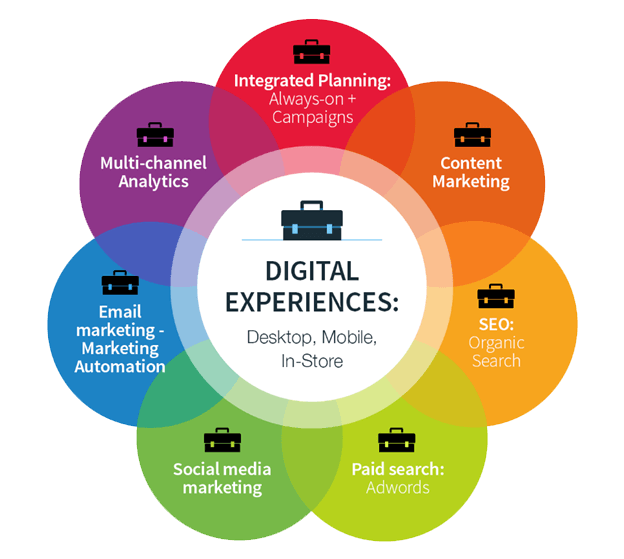 Integrated Planning:
Always-on +
Campaigns
Content
Marketing
SEO:
Organic
Search
Paid search:
Adwords
Social media
marketing
Email
marketing -
Marketing
Automation
Multi-channel
Analytics
DIGITAL
EXPERIENCES:
Desktop, Mobile,
In-Store